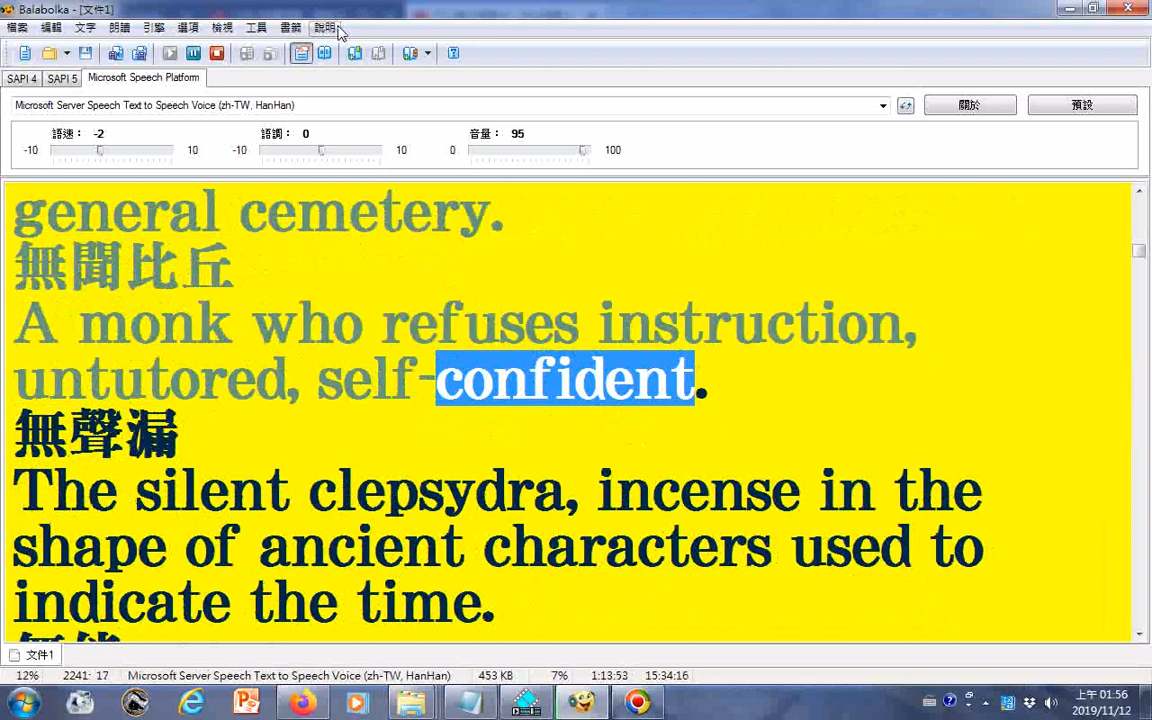 Balabolka - [文件1]
檔案 編輯 文字 朗讀 引擎 選項 檢視 工具 書籤 說明
SAPI 4 SAPI 5 Microsoft Speech Platform
Microsoft Server Speech Text to Speech Voice (zh-TW, HanHan) 關於 預設
語速： -2 語調： 0 音量： 95
-10 10 -10 10 0 100
general cemetery.
無聞比丘
A monk who refuses instruction,
untutored, self-confident.
無聲漏
The silent clepsydra, incense in the
shape of ancient characters used to
indicate the time.
文件1
12% 2241: 17 Microsoft Server Speech Text to Speech Voice (zh-TW, HanHan) 453 KB 7% 1:13:53 15:34:16
上午 01:56
2019/11/12